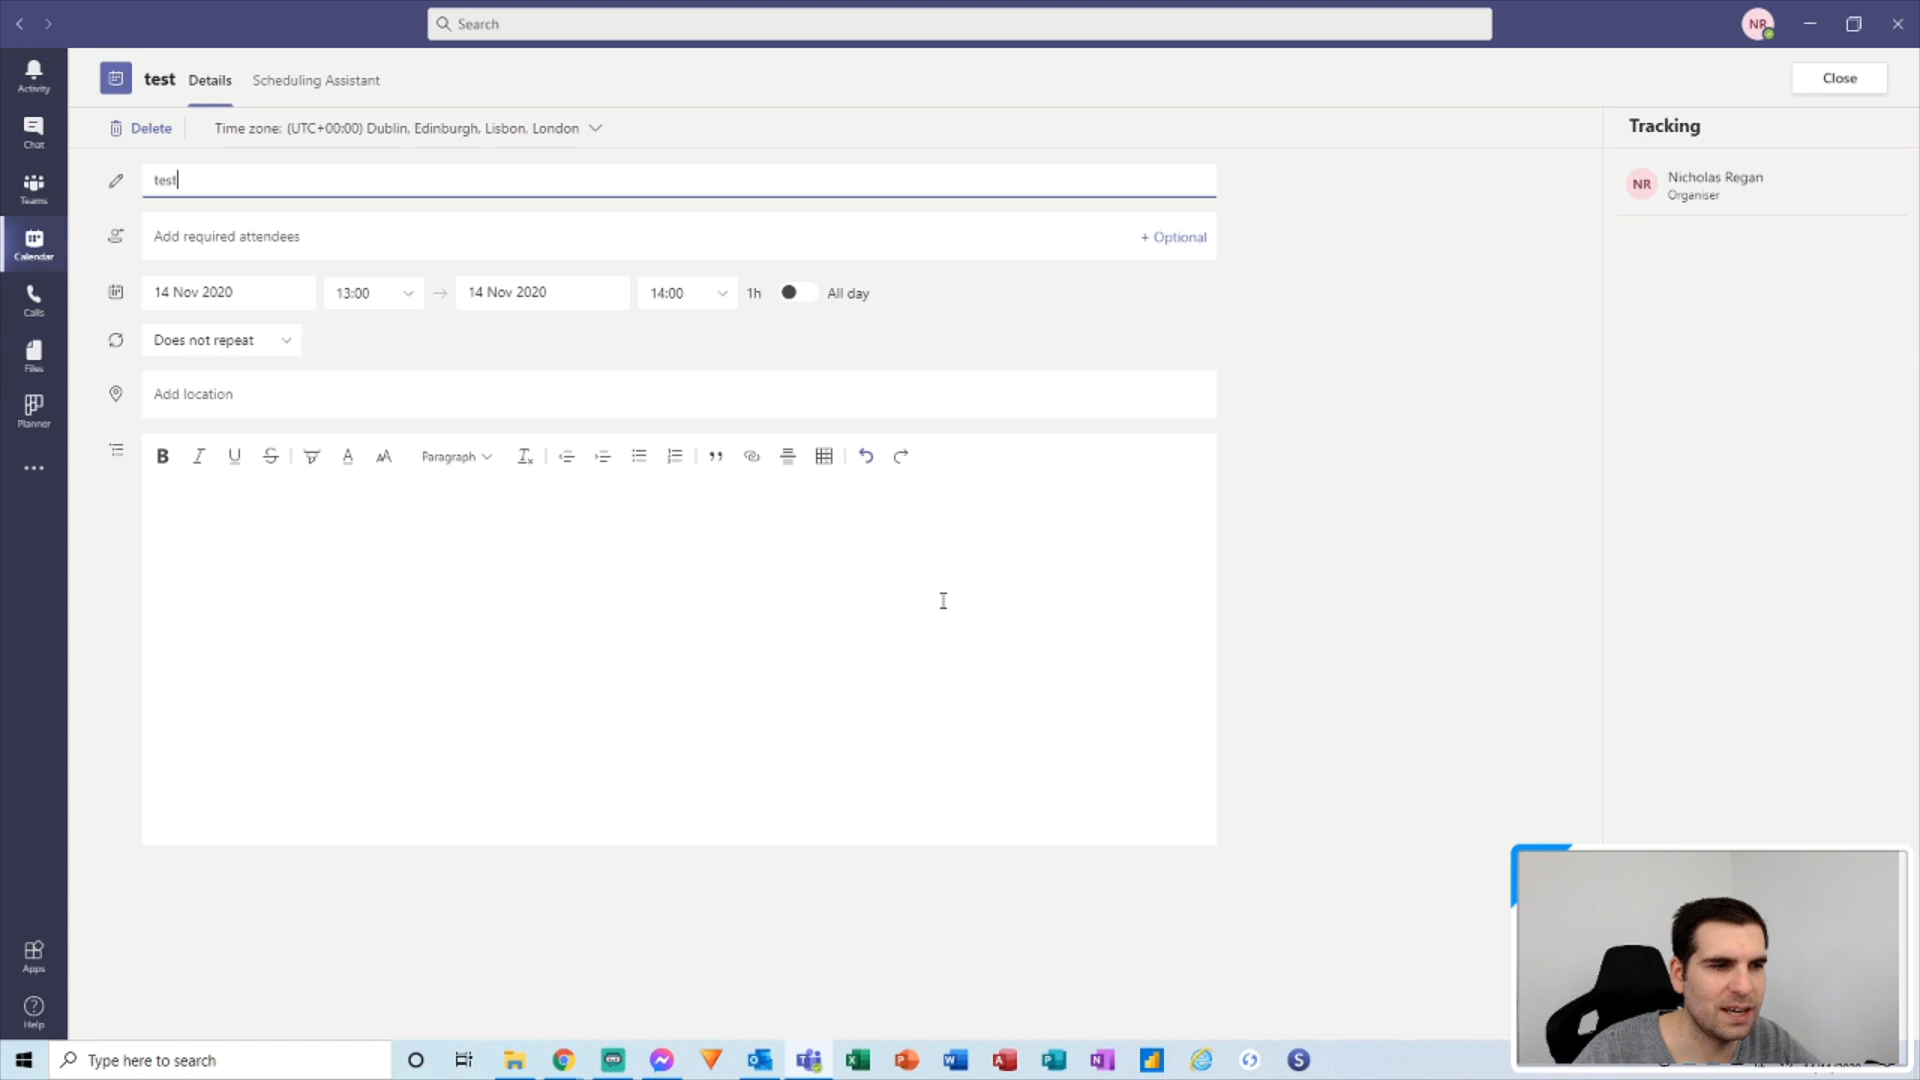 Search
NR
Activity
Chat
Teams
Calendar
Calls
Files
Planner
Apps
Help
test Details Scheduling Assistant
Close
Delete Time zone: (UTC+00:00) Dublin, Edinburgh, Lisbon, London
Tracking
test
NR Nicholas Regan
Organiser
Add required attendees + Optional
14 Nov 2020 13:00 → 14 Nov 2020 14:00 1h All day
Does not repeat
Add location
B I U S A AA Paragraph
Type here to search